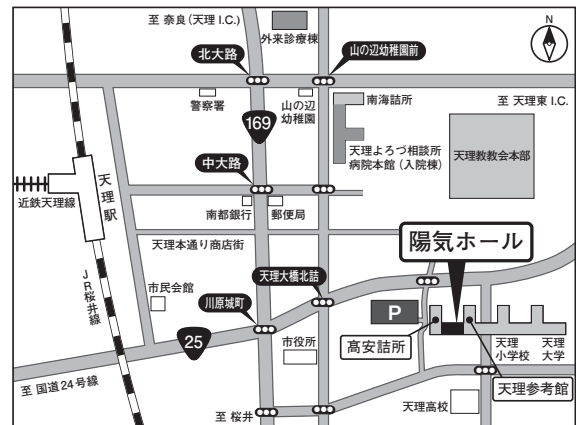 至 奈良(天理 I.C.)
外来診療棟
N
北大路
山の辺幼稚園前
警察署
山の辺
幼稚園
南海詰所
至 天理東 I.C.
169
天理よろづ相談所
病院本館(入院棟)
天理教教会本部
中大路
近鉄天理線
天理駅
南都銀行
郵便局
天理本通り商店街
陽気ホール
JR桜井線
市民会館
天理大橋北詰
川原城町
P
25
市役所
髙安詰所
天理
小学校
天理
大学
至 国道24号線
天理参考館
至 桜井
天理高校